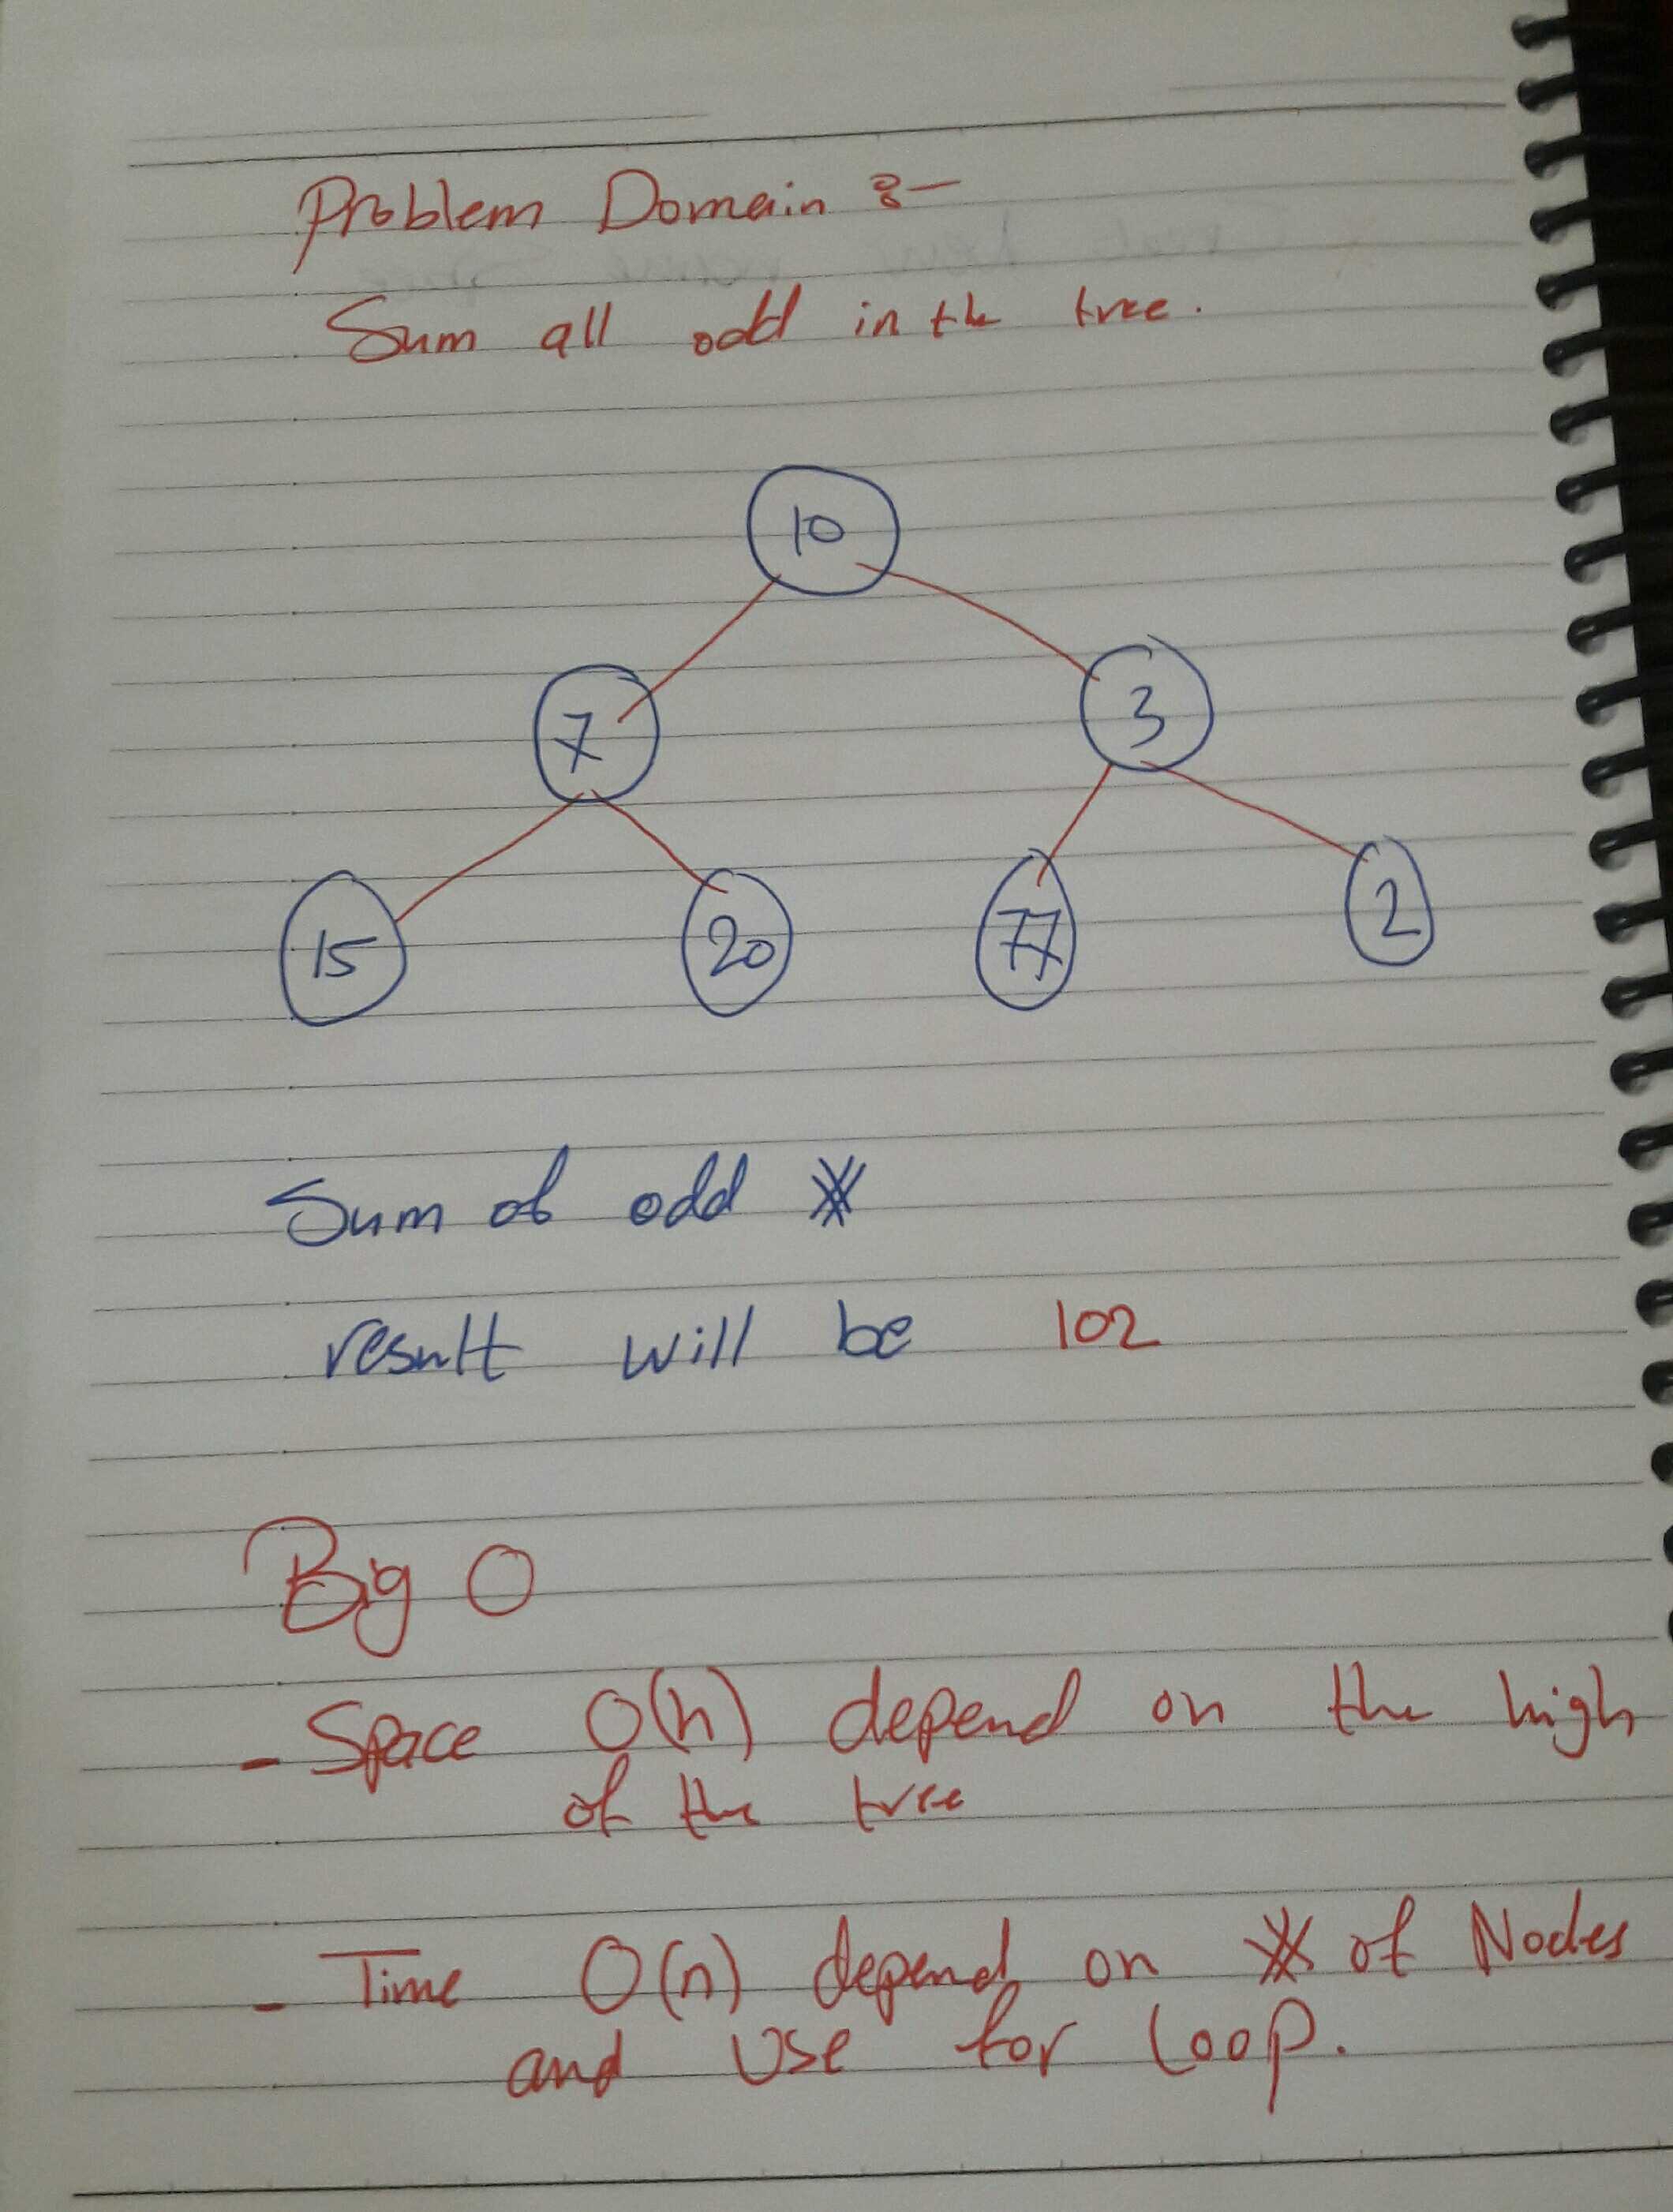 Problem Domain :-
Sum all odd in the tree.
10
7 3
15 20 77 2
Sum of odd #
result will be 102
Big O
- Space O(h) depend on the high
of the tree
- Time O(n) depend on # of Nodes
and Use for Loop.